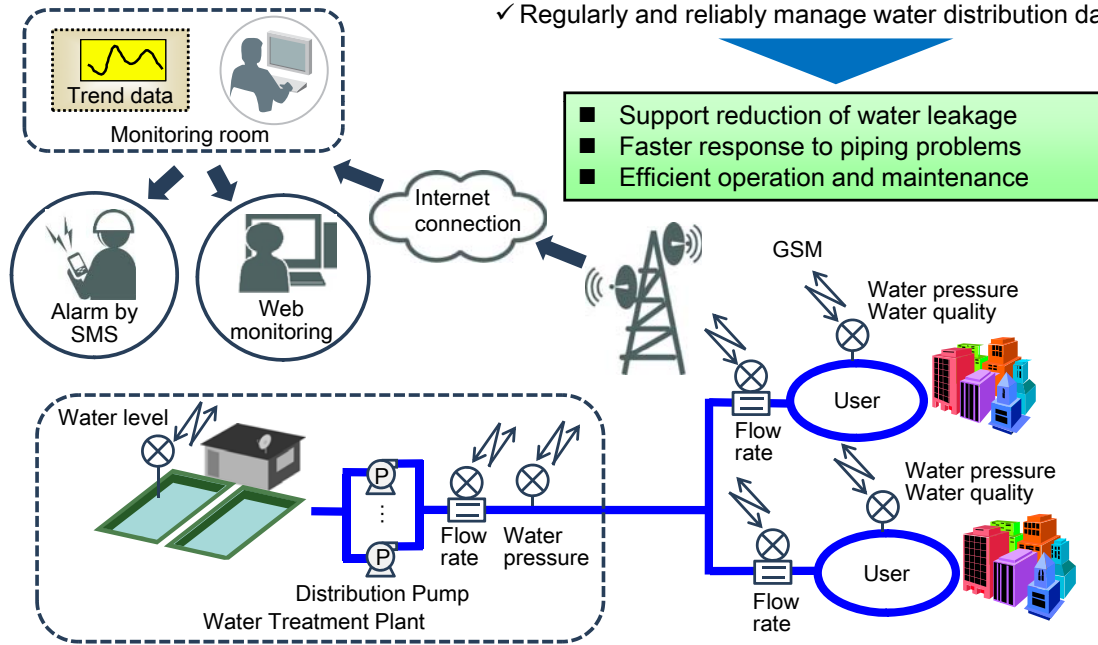 ✓ Regularly and reliably manage water distribution da
■ Support reduction of water leakage
■ Faster response to piping problems
■ Efficient operation and maintenance
Trend data
Monitoring room
Internet
connection
Alarm by
SMS
Web
monitoring
GSM
Water pressure
Water quality
User
Flow
rate
Water level
P
⋮
P
Flow
rate
Water
pressure
Distribution Pump
Water Treatment Plant
Water pressure
Water quality
User
Flow
rate